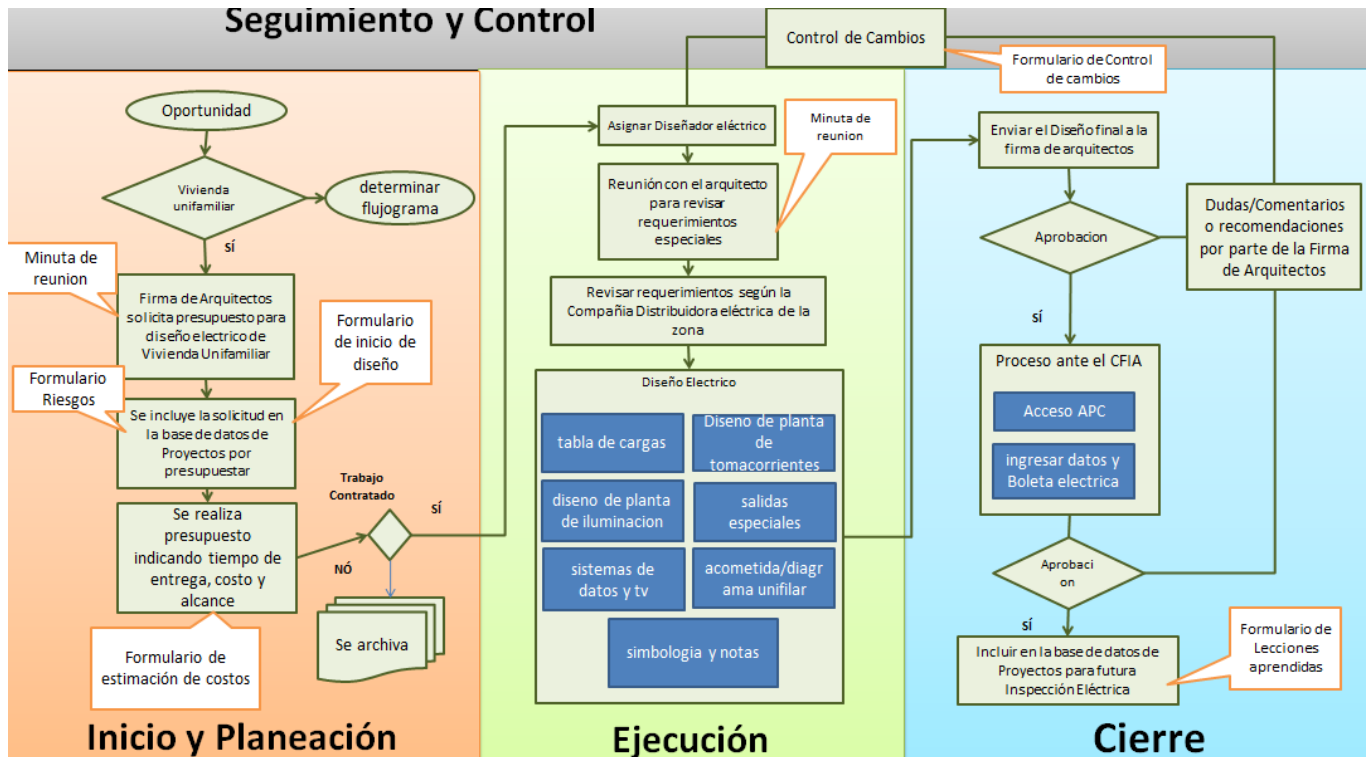 Seguimiento y Control
Control de Cambios
Formulario de Control
de cambios
Oportunidad
Vivienda
unifamiliar
determinar
flujograma
SÍ
Minuta de
reunion
Firma de Arquitectos
solicita presupuesto para
diseño electrico de
Vivienda Unifamiliar
Formulario
de inicio de
diseño
Formulario
Riesgos
Se incluye la solicitud en
la base de datos de
Proyectos por
presupuestar
Se realiza
presupuesto
indicando tiempo de
entrega, costo y
alcance
Trabajo
Contratado
SÍ
NÓ
Se archiva
Formulario de
estimación de costos
Inicio y Planeación
Asignar Diseñador eléctrico
Minuta de
reunion
Reunión con el arquitecto
para revisar
requerimientos
especiales
Revisar requerimientos según la
Compañia Distribuidora eléctrica de la
zona
Diseño Electrico
tabla de cargas
Diseno de planta
de
tomacorrientes
diseno de planta
de iluminacion
salidas
especiales
sistemas de
datos y tv
acometida/diagr
ama unifilar
simbologia y notas
Ejecución
Enviar el Diseño final a la
firma de arquitectos
Aprobacion
Dudas/Comentarios
o recomendaciones
por parte de la Firma
de Arquitectos
SÍ
Proceso ante el CFIA
Acceso APC
ingresar datos y
Boleta electrica
Aprobaci
on
SÍ
Incluir en la base de datos de
Proyectos para futura
Inspección Eléctrica
Formulario de
Lecciones
aprendidas
Cierre